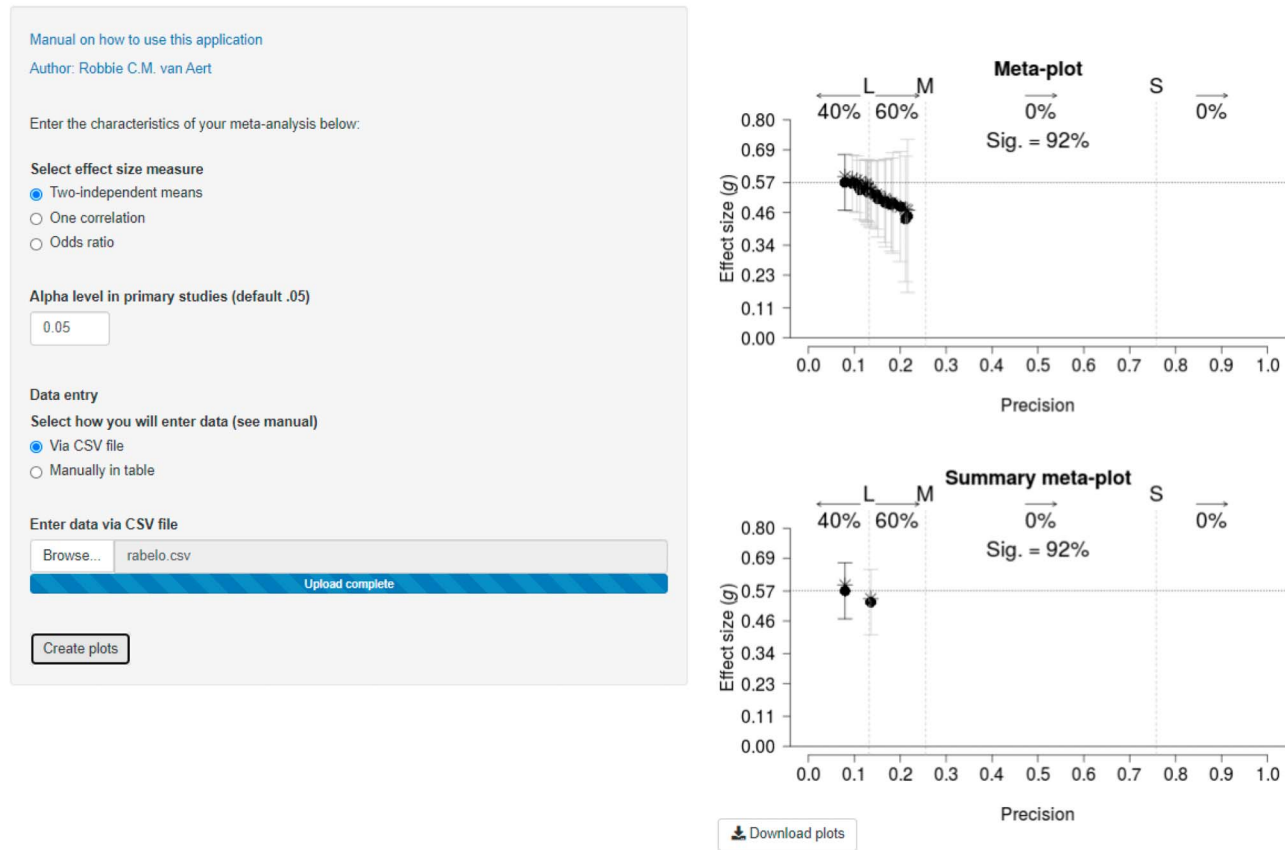 Manual on how to use this application
Author: Robbie C.M. van Aert
Enter the characteristics of your meta-analysis below:
Select effect size measure
Two-independent means
One correlation
Odds ratio
Alpha level in primary studies (default .05)
0.05
Data entry
Select how you will enter data (see manual)
Via CSV file
Manually in table
Enter data via CSV file
Browse... rabelo.csv
Upload complete
Create plots
Meta-plot
L M S
40% 60% 0% 0%
Sig. = 92%
Effect size (g)
0.80
0.69
0.57
0.46
0.34
0.23
0.11
0.00
0.0 0.1 0.2 0.3 0.4 0.5 0.6 0.7 0.8 0.9 1.0
Precision
Summary meta-plot
L M S
40% 60% 0% 0%
Sig. = 92%
Effect size (g)
0.80
0.69
0.57
0.46
0.34
0.23
0.11
0.00
0.0 0.1 0.2 0.3 0.4 0.5 0.6 0.7 0.8 0.9 1.0
Precision
Download plots